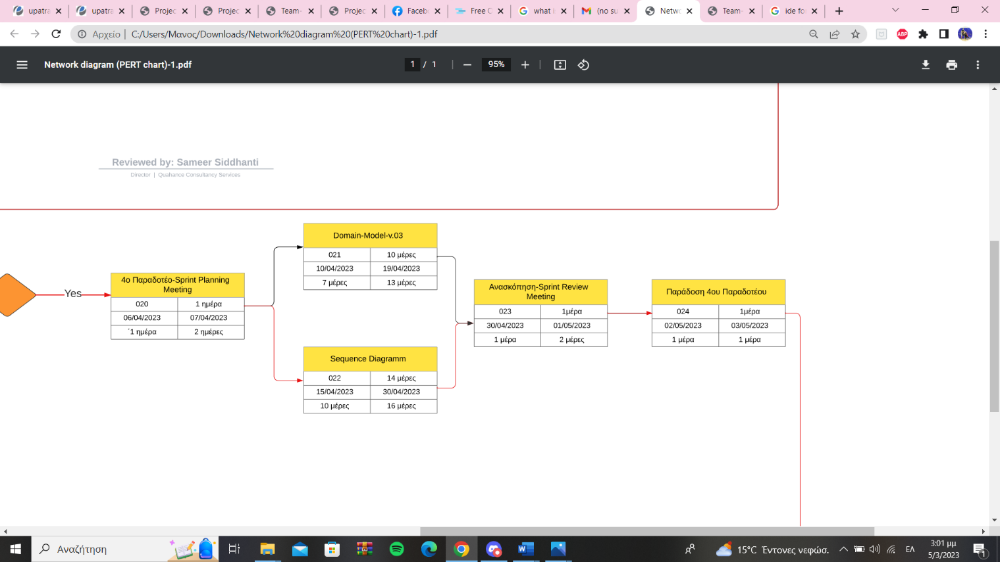 upatra
upatra
Projec
Projec
Team-
Projec
Facebo
Free C
what i
(no su
Netwo
Team-
ide fo
Αρχείο | C:/Users/Μανος/Downloads/Network%20diagram%20(PERT%20chart)-1.pdf
ABP
Network diagram (PERT chart)-1.pdf
1 / 1
95%
Reviewed by: Sameer Siddhanti
Director | Quahance Consultancy Services
Yes
4ο Παραδοτέο-Sprint Planning
Meeting
020 1 ημέρα
06/04/2023 07/04/2023
΄1 ημέρα 2 ημέρες
Domain-Model-v.03
021 10 μέρες
10/04/2023 19/04/2023
7 μέρες 13 μέρες
Sequence Diagramm
022 14 μέρες
15/04/2023 30/04/2023
10 μέρες 16 μέρες
Ανασκόπηση-Sprint Review
Meeting
023 1μέρα
30/04/2023 01/05/2023
1 μέρα 2 μέρες
Παράδοση 4ου Παραδοτέου
024 1μέρα
02/05/2023 03/05/2023
1 μέρα 1 μέρα
Αναζήτηση
15°C Έντονες νεφώσ.
ΕΛ
3:01 μμ
5/3/2023
1